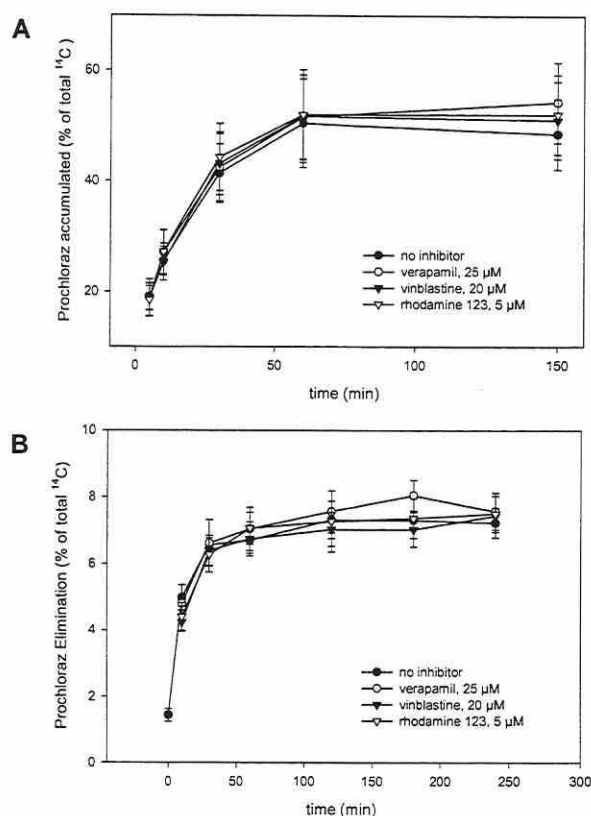 A
Prochloraz accumulated (% of total ¹⁴C)
60
40
20
no inhibitor
verapamil, 25 µM
vinblastine, 20 µM
rhodamine 123, 5 µM
0
50
100
150
time (min)
B
Prochloraz Elimination (% of total ¹⁴C)
10
8
6
4
2
0
no inhibitor
verapamil, 25 µM
vinblastine, 20 µM
rhodamine 123, 5 µM
0
50
100
150
200
250
300
time (min)